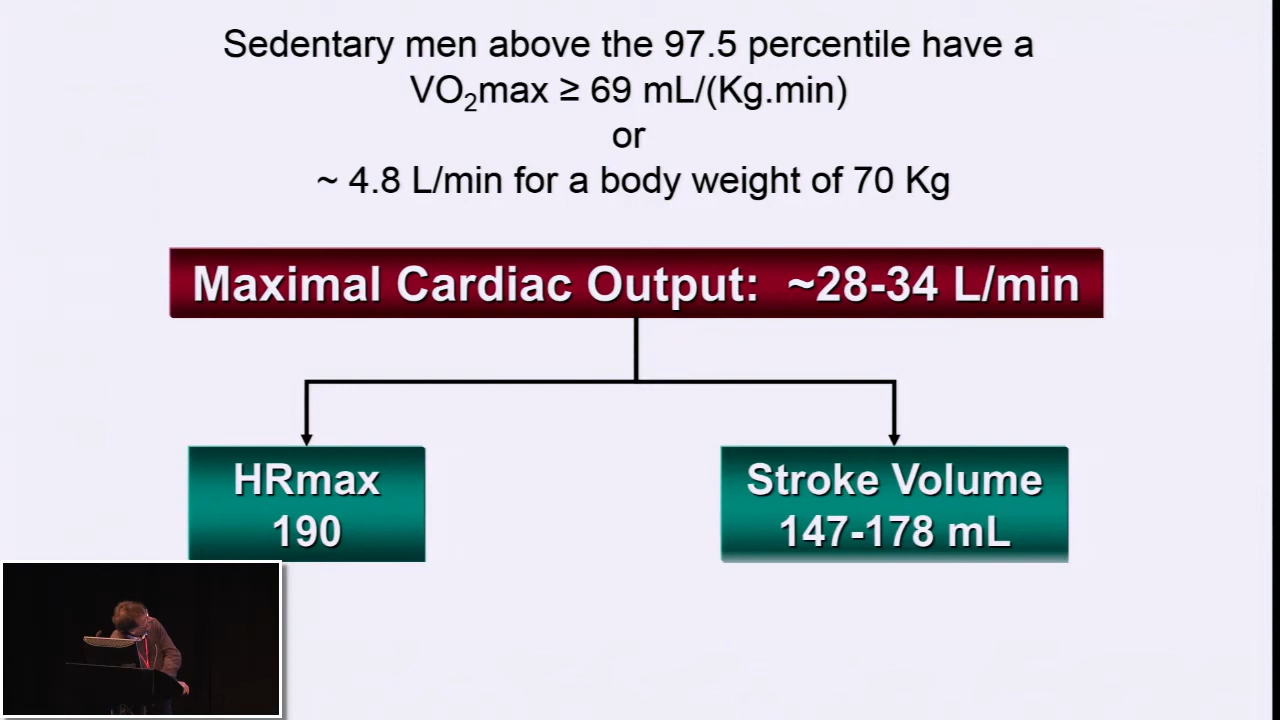 Sedentary men above the 97.5 percentile have a
VO₂max ≥ 69 mL/(Kg.min)
or
~ 4.8 L/min for a body weight of 70 Kg
Maximal Cardiac Output: ~28-34 L/min
HRmax
190
Stroke Volume
147-178 mL